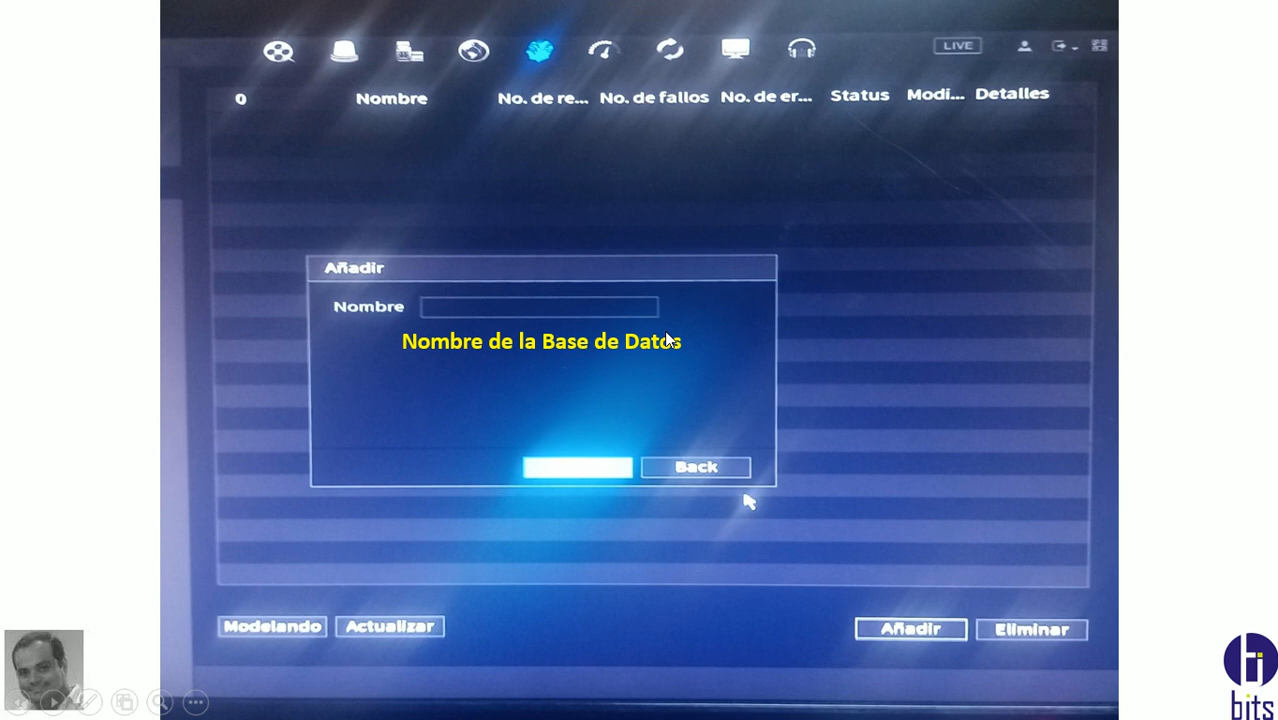 LIVE
0 Nombre No. de re... No. de fallos No. de er... Status Modi... Detalles
Añadir
Nombre
Nombre de la Base de Datos
Back
Modelando Actualizar Añadir Eliminar
bits